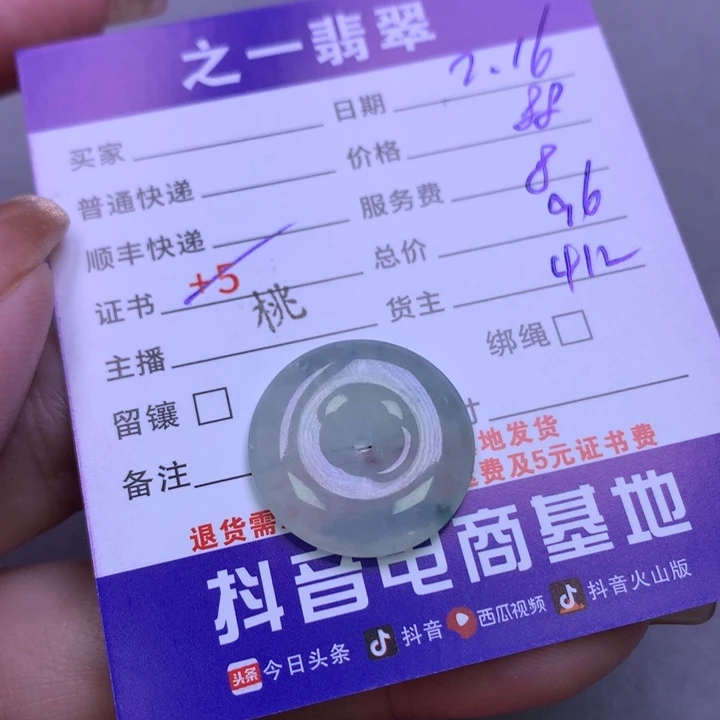 之一翡翠
买家 日期 2.16
普通快递 价格 88
顺丰快递 服务费 8
证书 +5 总价 96
主播 桃 货主 412
留镶 绑绳
备注 寸
地发货
退货需 费及5元证书费
抖音电商基地
头条 今日头条 抖音 西瓜视频 抖音火山版